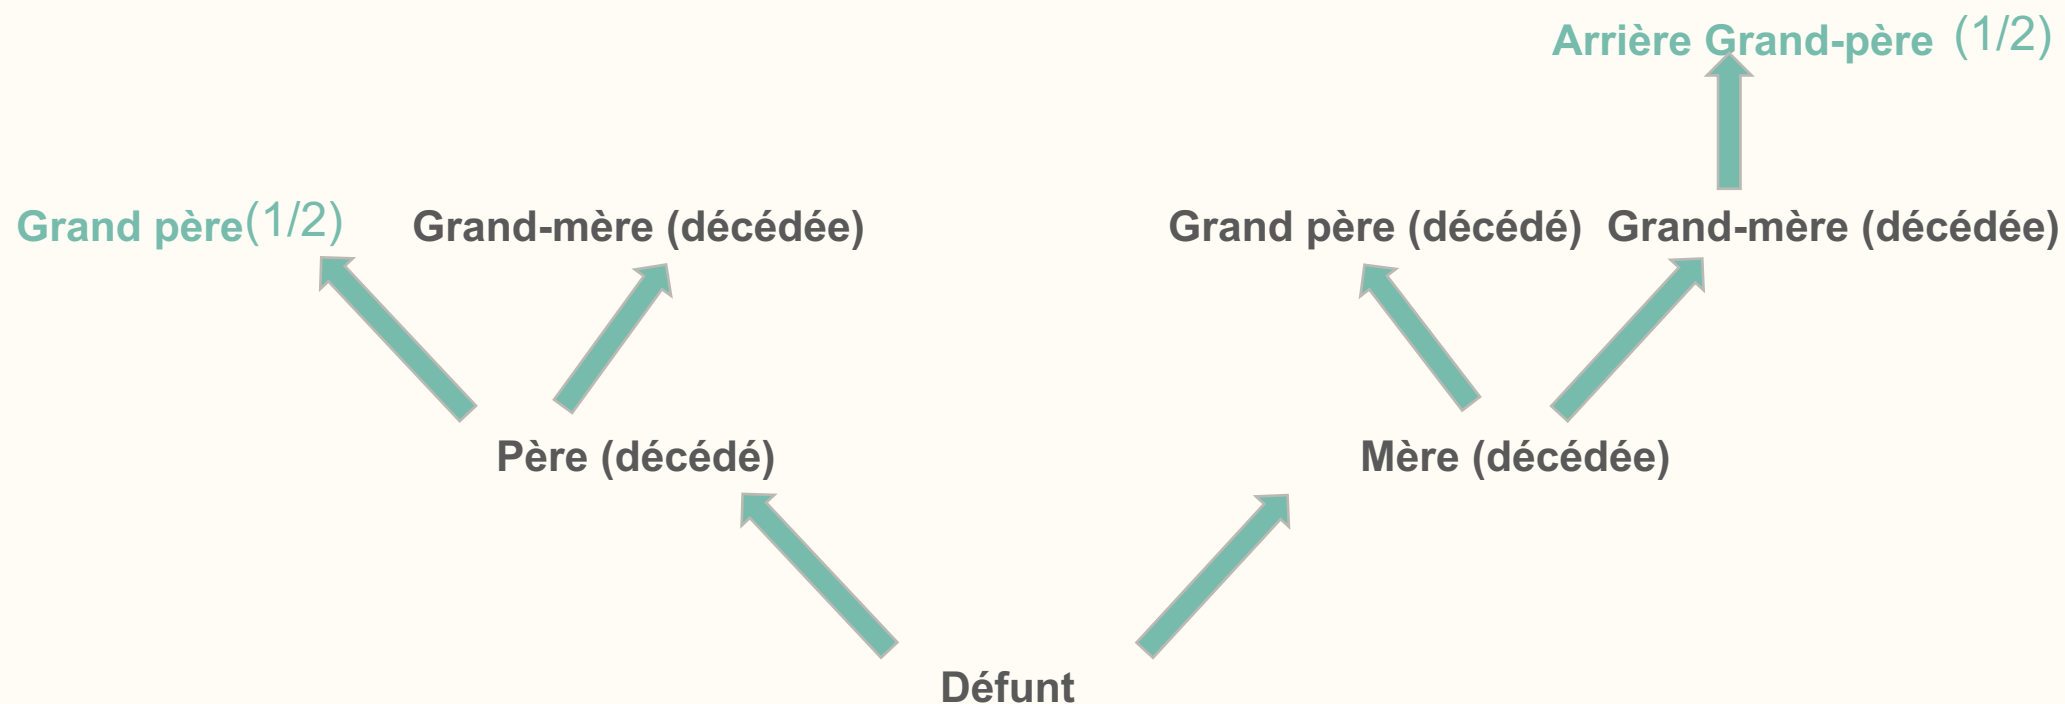 Arrière Grand-père (1/2)
Grand père(1/2) Grand-mère (décédée) Grand père (décédé) Grand-mère (décédée)
Père (décédé) Mère (décédée)
Défunt